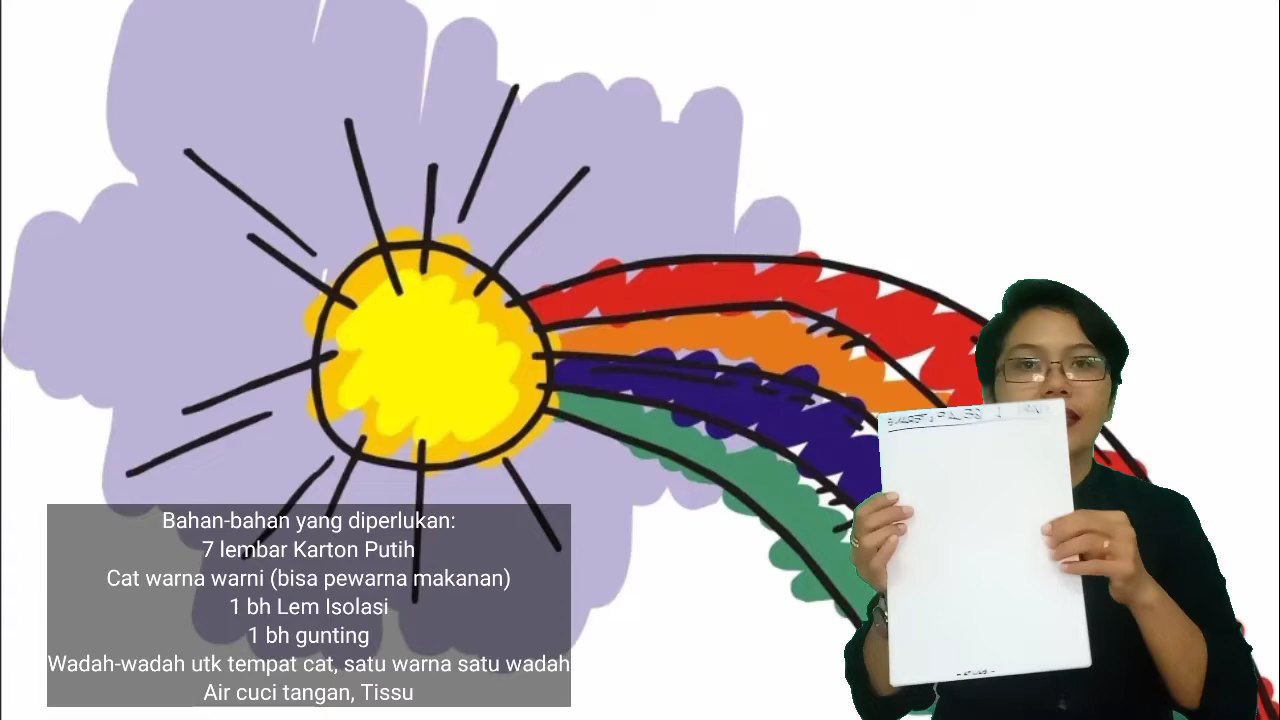 Bahan-bahan yang diperlukan:
7 lembar Karton Putih
Cat warna warni (bisa pewarna makanan)
1 bh Lem Isolasi
1 bh gunting
Wadah-wadah utk tempat cat, satu warna satu wadah
Air cuci tangan, Tissu